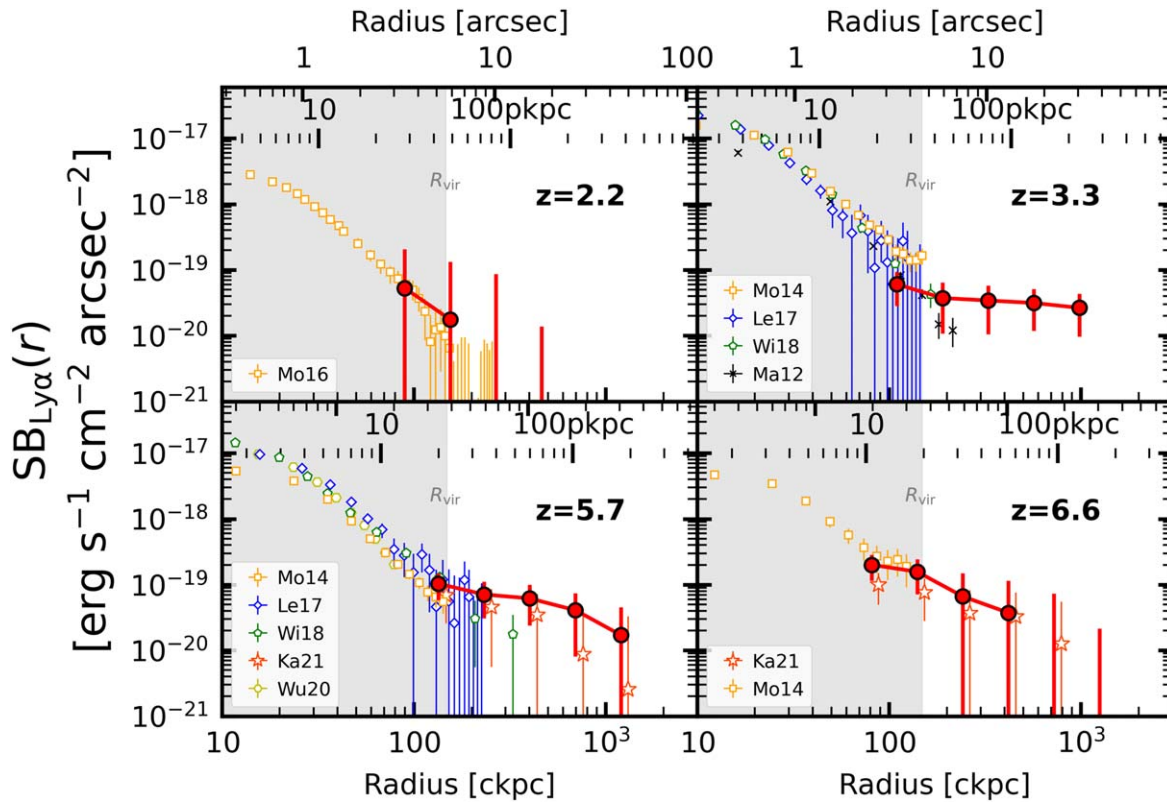 Radius [arcsec] Radius [arcsec]
1 10 100 1 10
10 100pkpc 10 100pkpc
SB_Lyα(r)
[erg s⁻¹ cm⁻² arcsec⁻²]
10⁻¹⁷
10⁻¹⁸
10⁻¹⁹
10⁻²⁰
10⁻²¹
R_vir
z=2.2
Mo16
R_vir
z=3.3
Mo14
Le17
Wi18
Ma12
10 100pkpc 10 100pkpc
10⁻¹⁷
10⁻¹⁸
10⁻¹⁹
10⁻²⁰
10⁻²¹
R_vir
z=5.7
Mo14
Le17
Wi18
Ka21
Wu20
R_vir
z=6.6
Ka21
Mo14
10 100 10³ 100 10³
Radius [ckpc] Radius [ckpc]